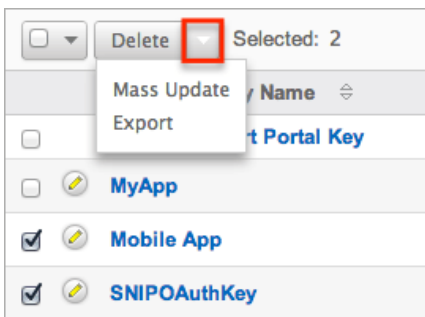 Delete Selected: 2
Mass Update
Export
y Name
rt Portal Key
MyApp
Mobile App
SNIPOAuthKey